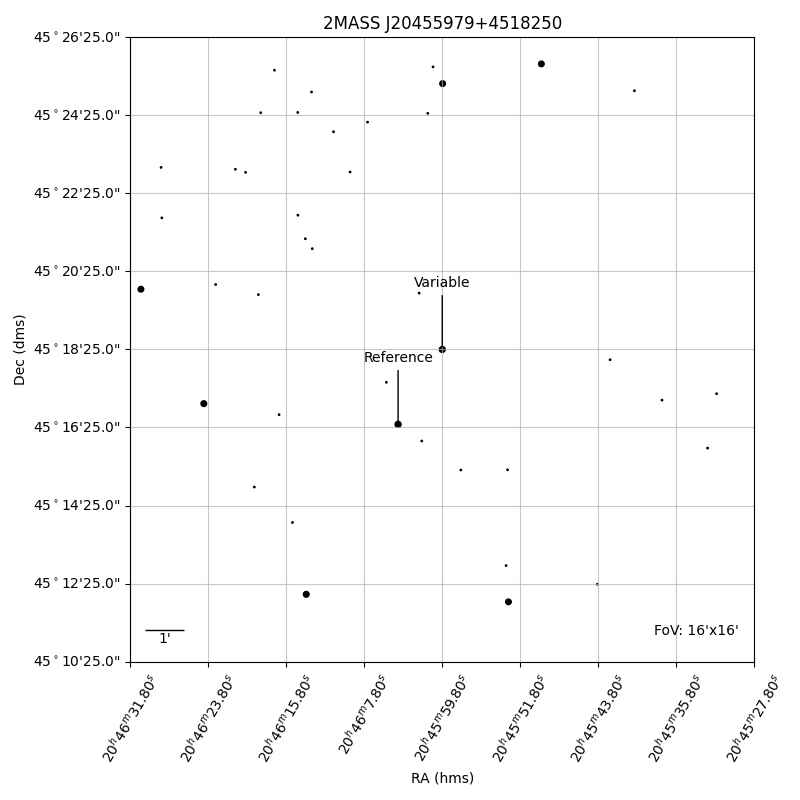 2MASS J20455979+4518250
45°26'25.0"
45°24'25.0"
45°22'25.0"
45°20'25.0"
45°18'25.0"
45°16'25.0"
45°14'25.0"
45°12'25.0"
45°10'25.0"
Dec (dms)
Variable
Reference
1'
FoV: 16'x16'
20h46m31.80s
20h46m23.80s
20h46m15.80s
20h46m7.80s
20h45m59.80s
20h45m51.80s
20h45m43.80s
20h45m35.80s
20h45m27.80s
RA (hms)